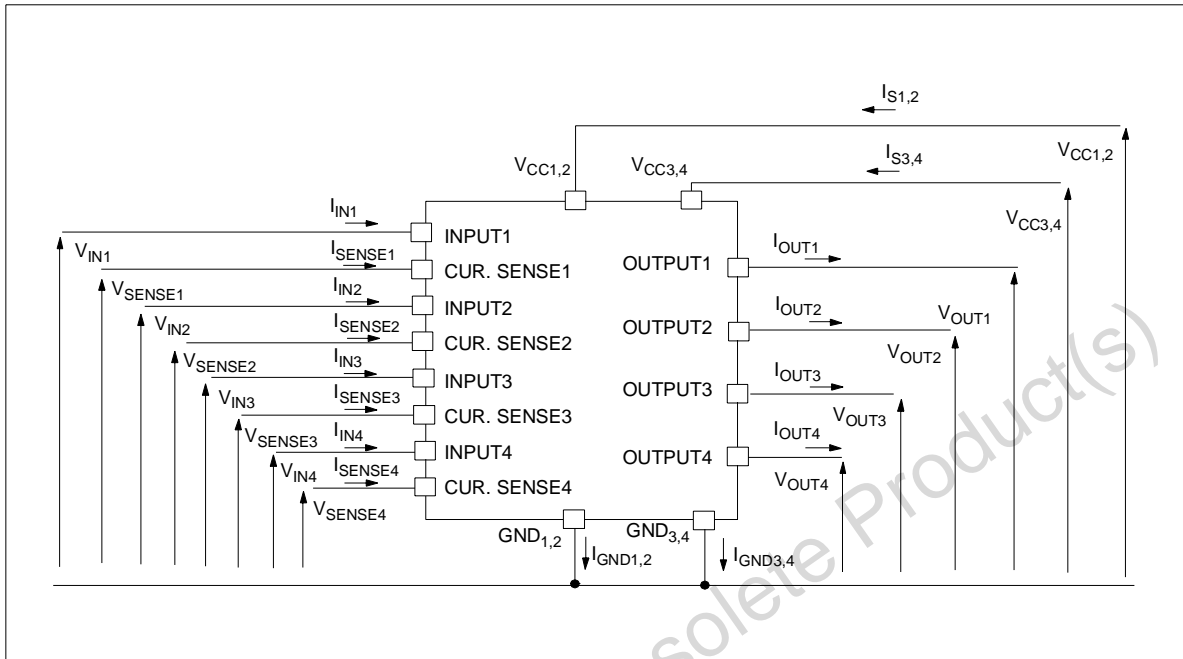 I_S1,2
V_CC1,2 V_CC3,4 I_S3,4 V_CC1,2
V_CC3,4
I_IN1
V_IN1 INPUT1
I_SENSE1
V_SENSE1 CUR. SENSE1
I_IN2
V_IN2 INPUT2
I_SENSE2
V_SENSE2 CUR. SENSE2
I_IN3
V_IN3 INPUT3
I_SENSE3
V_SENSE3 CUR. SENSE3
I_IN4
V_IN4 INPUT4
I_SENSE4
V_SENSE4 CUR. SENSE4
OUTPUT1 I_OUT1
V_OUT1
OUTPUT2 I_OUT2
V_OUT2
OUTPUT3 I_OUT3
V_OUT3
OUTPUT4 I_OUT4
V_OUT4
GND_1,2 GND_3,4
I_GND1,2 I_GND3,4
solete Product(s)